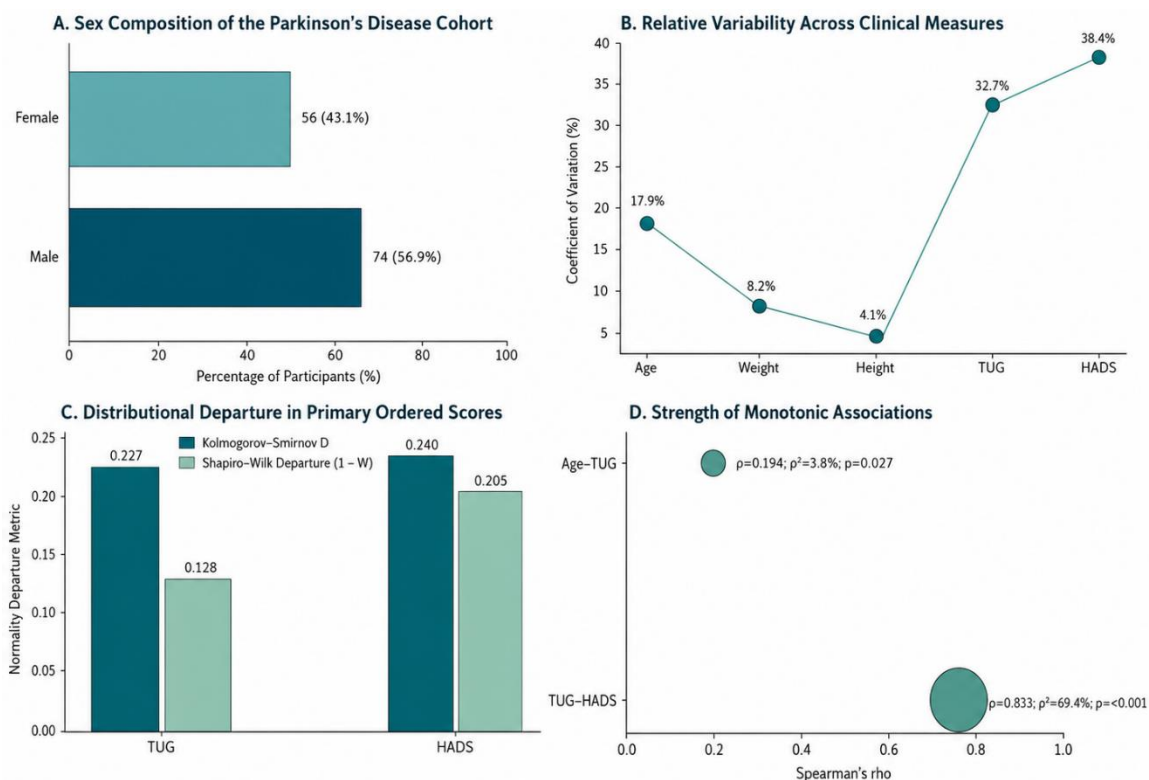 A. Sex Composition of the Parkinson's Disease Cohort
Female
56 (43.1%)
Male
74 (56.9%)
0 20 40 60 80 100
Percentage of Participants (%)
B. Relative Variability Across Clinical Measures
Coefficient of Variation (%)
40
35
30
25
20
15
10
5
17.9%
8.2%
4.1%
32.7%
38.4%
Age Weight Height TUG HADS
C. Distributional Departure in Primary Ordered Scores
Normality Departure Metric
0.25
0.20
0.15
0.10
0.05
0.00
Kolmogorov–Smirnov D
Shapiro–Wilk Departure (1 – W)
0.227
0.128
0.240
0.205
TUG HADS
D. Strength of Monotonic Associations
Age–TUG
ρ=0.194; ρ²=3.8%; p=0.027
TUG–HADS
ρ=0.833; ρ²=69.4%; p=<0.001
0.0 0.2 0.4 0.6 0.8 1.0
Spearman's rho